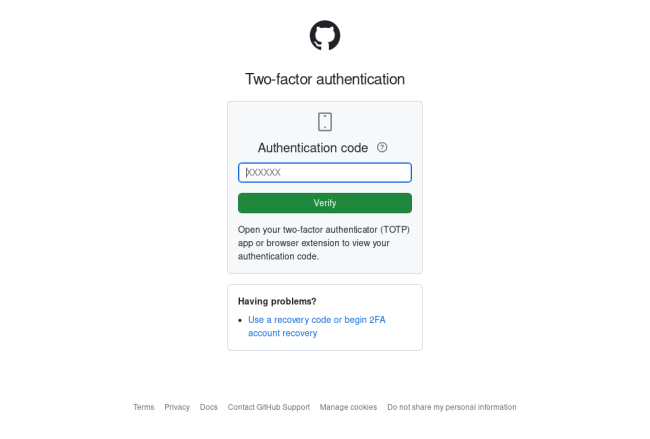 Two-factor authentication
Authentication code
XXXXXX
Verify
Open your two-factor authenticator (TOTP)
app or browser extension to view your
authentication code.
Having problems?
• Use a recovery code or begin 2FA
account recovery
Terms Privacy Docs Contact GitHub Support Manage cookies Do not share my personal information